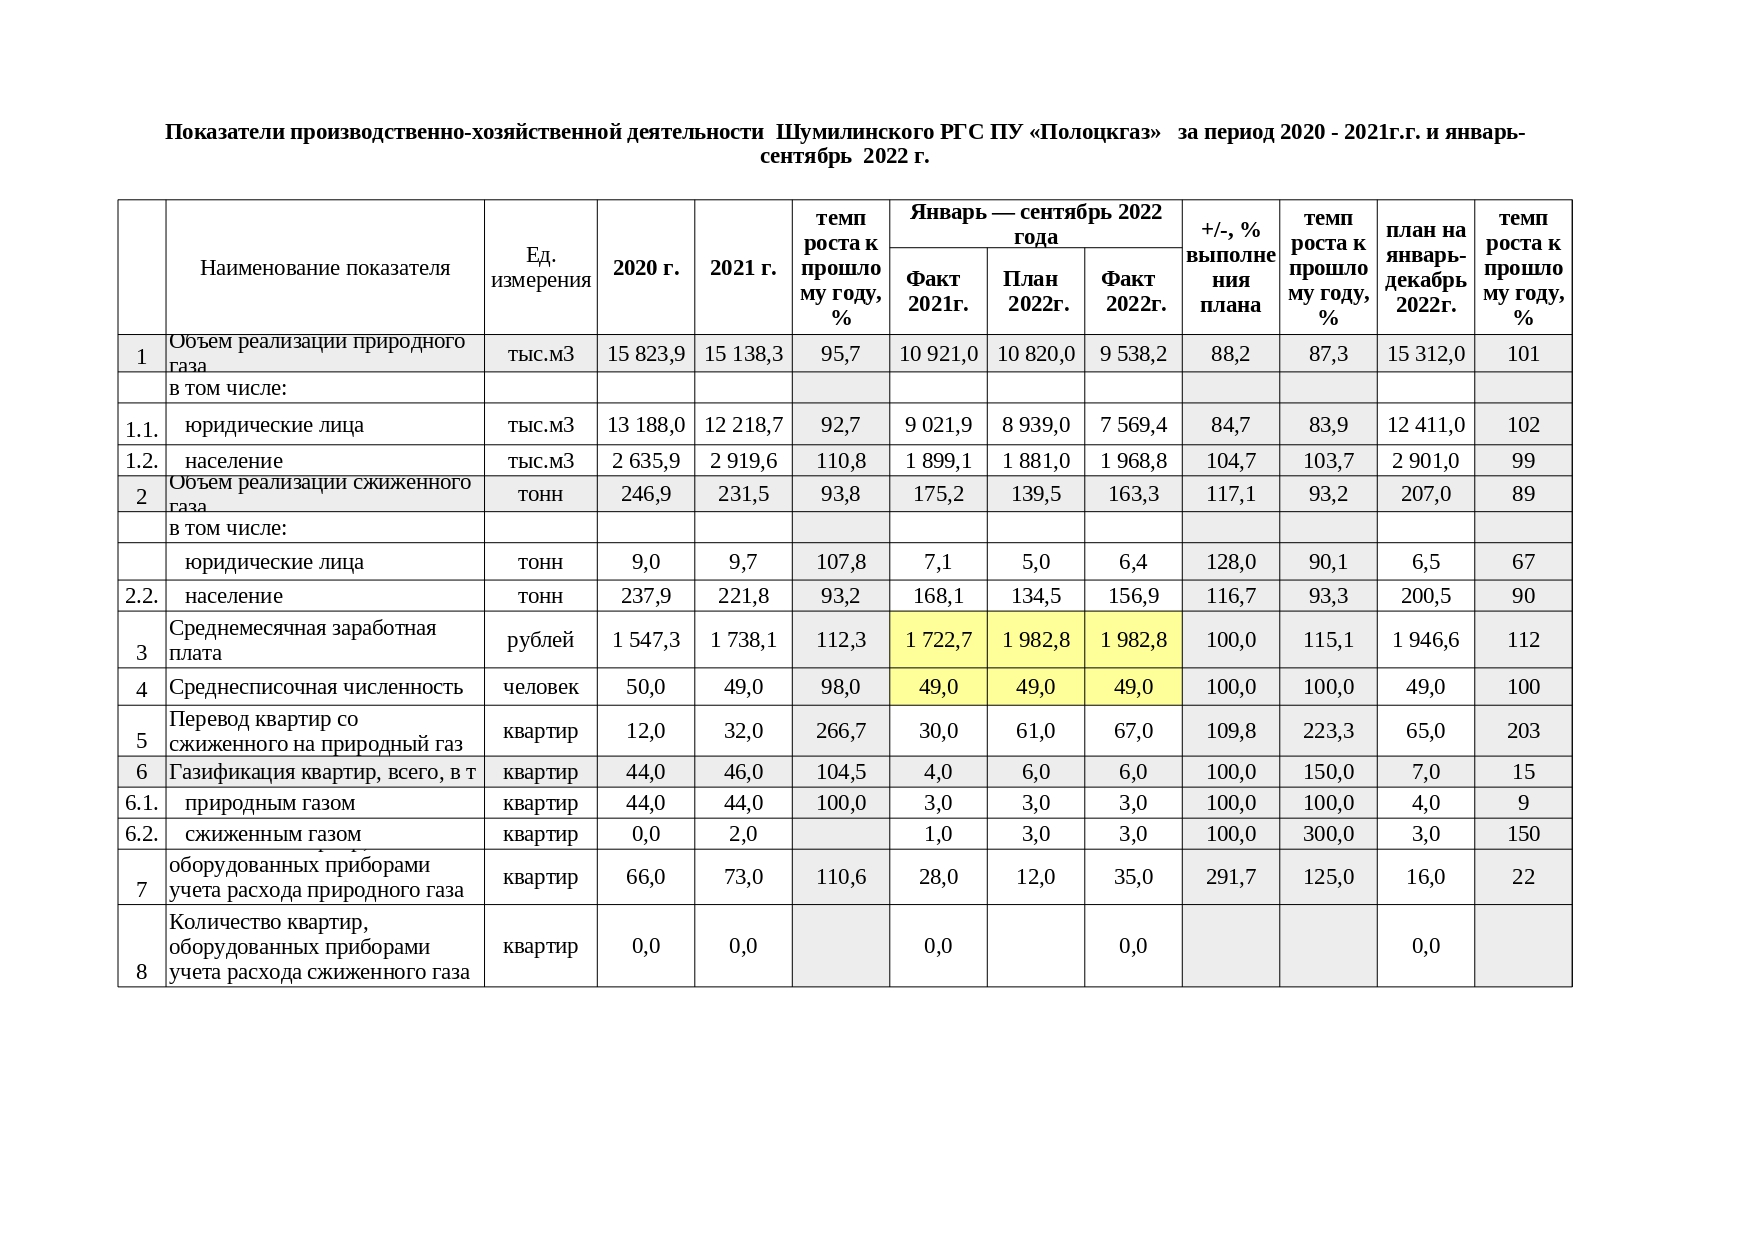 Показатели производственно-хозяйственной деятельности Шумилинского РГС ПУ «Полоцкгаз» за период 2020 - 2021г.г. и январь-
сентябрь 2022 г.
Наименование показателя
Ед.
измерения
2020 г.
2021 г.
темп
роста к
прошло
му году,
%
Январь — сентябрь 2022
года
Факт
2021г.
План
2022г.
Факт
2022г.
+/-, %
выполне
ния
плана
темп
роста к
прошло
му году,
%
план на
январь-
декабрь
2022г.
темп
роста к
прошло
му году,
%
1 Объем реализации природного
газа
тыс.м3 15 823,9 15 138,3 95,7 10 921,0 10 820,0 9 538,2 88,2 87,3 15 312,0 101
в том числе:
1.1. юридические лица тыс.м3 13 188,0 12 218,7 92,7 9 021,9 8 939,0 7 569,4 84,7 83,9 12 411,0 102
1.2. население тыс.м3 2 635,9 2 919,6 110,8 1 899,1 1 881,0 1 968,8 104,7 103,7 2 901,0 99
2 Объем реализации сжиженного
газа
тонн 246,9 231,5 93,8 175,2 139,5 163,3 117,1 93,2 207,0 89
в том числе:
юридические лица тонн 9,0 9,7 107,8 7,1 5,0 6,4 128,0 90,1 6,5 67
2.2. население тонн 237,9 221,8 93,2 168,1 134,5 156,9 116,7 93,3 200,5 90
3 Среднемесячная заработная
плата
рублей 1 547,3 1 738,1 112,3 1 722,7 1 982,8 1 982,8 100,0 115,1 1 946,6 112
4 Среднесписочная численность человек 50,0 49,0 98,0 49,0 49,0 49,0 100,0 100,0 49,0 100
5 Перевод квартир со
сжиженного на природный газ
квартир 12,0 32,0 266,7 30,0 61,0 67,0 109,8 223,3 65,0 203
6 Газификация квартир, всего, в т квартир 44,0 46,0 104,5 4,0 6,0 6,0 100,0 150,0 7,0 15
6.1. природным газом квартир 44,0 44,0 100,0 3,0 3,0 3,0 100,0 100,0 4,0 9
6.2. сжиженным газом квартир 0,0 2,0 1,0 3,0 3,0 100,0 300,0 3,0 150
7 оборудованных приборами
учета расхода природного газа
квартир 66,0 73,0 110,6 28,0 12,0 35,0 291,7 125,0 16,0 22
8 Количество квартир,
оборудованных приборами
учета расхода сжиженного газа
квартир 0,0 0,0 0,0 0,0 0,0